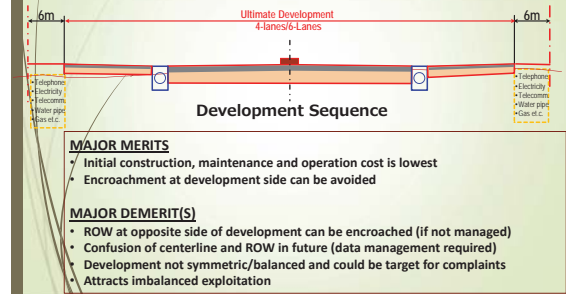 6m
Ultimate Development
4-lanes/6-Lanes
6m
•Telephone
•Electricity
•Telecomm.
•Water pipe
•Gas et.c.
•Telephone
•Electricity
•Telecomm.
•Water pipe
•Gas et.c.
Development Sequence
MAJOR MERITS
• Initial construction, maintenance and operation cost is lowest
• Encroachment at development side can be avoided
MAJOR DEMERIT(S)
• ROW at opposite side of development can be encroached (if not managed)
• Confusion of centerline and ROW in future (data management required)
• Development not symmetric/balanced and could be target for complaints
• Attracts imbalanced exploitation